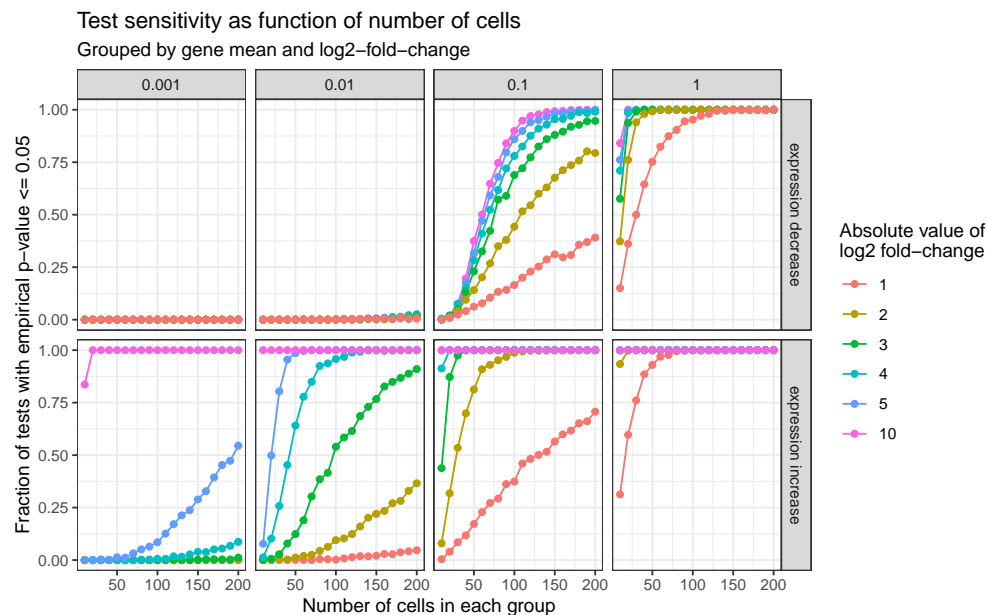 Test sensitivity as function of number of cells
Grouped by gene mean and log2−fold−change
0.001
0.01
0.1
1
1.00
0.75
0.50
0.25
0.00
expression decrease
1.00
0.75
0.50
0.25
0.00
expression increase
Fraction of tests with empirical p−value <= 0.05
50 100 150 200
50 100 150 200
50 100 150 200
50 100 150 200
Number of cells in each group
Absolute value of
log2 fold−change
1
2
3
4
5
10